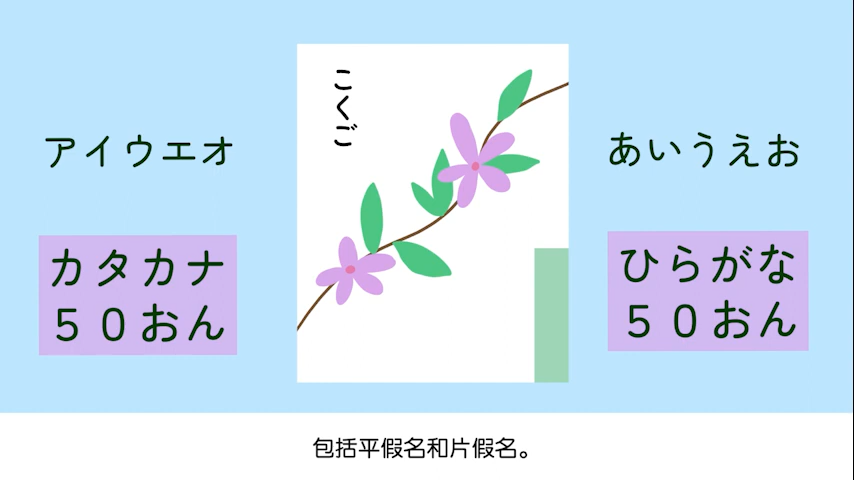 アイウエオ
カタカナ
５０おん
こくご
あいうえお
ひらがな
５０おん
包括平假名和片假名。